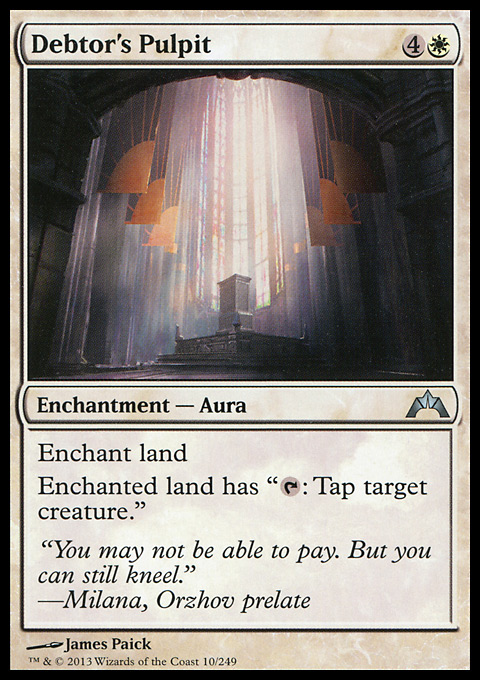 Debtor's Pulpit 4
Enchantment — Aura
Enchant land
Enchanted land has “: Tap target
creature.”
“You may not be able to pay. But you
can still kneel.”
—Milana, Orzhov prelate
James Paick
™ & © 2013 Wizards of the Coast 10/249